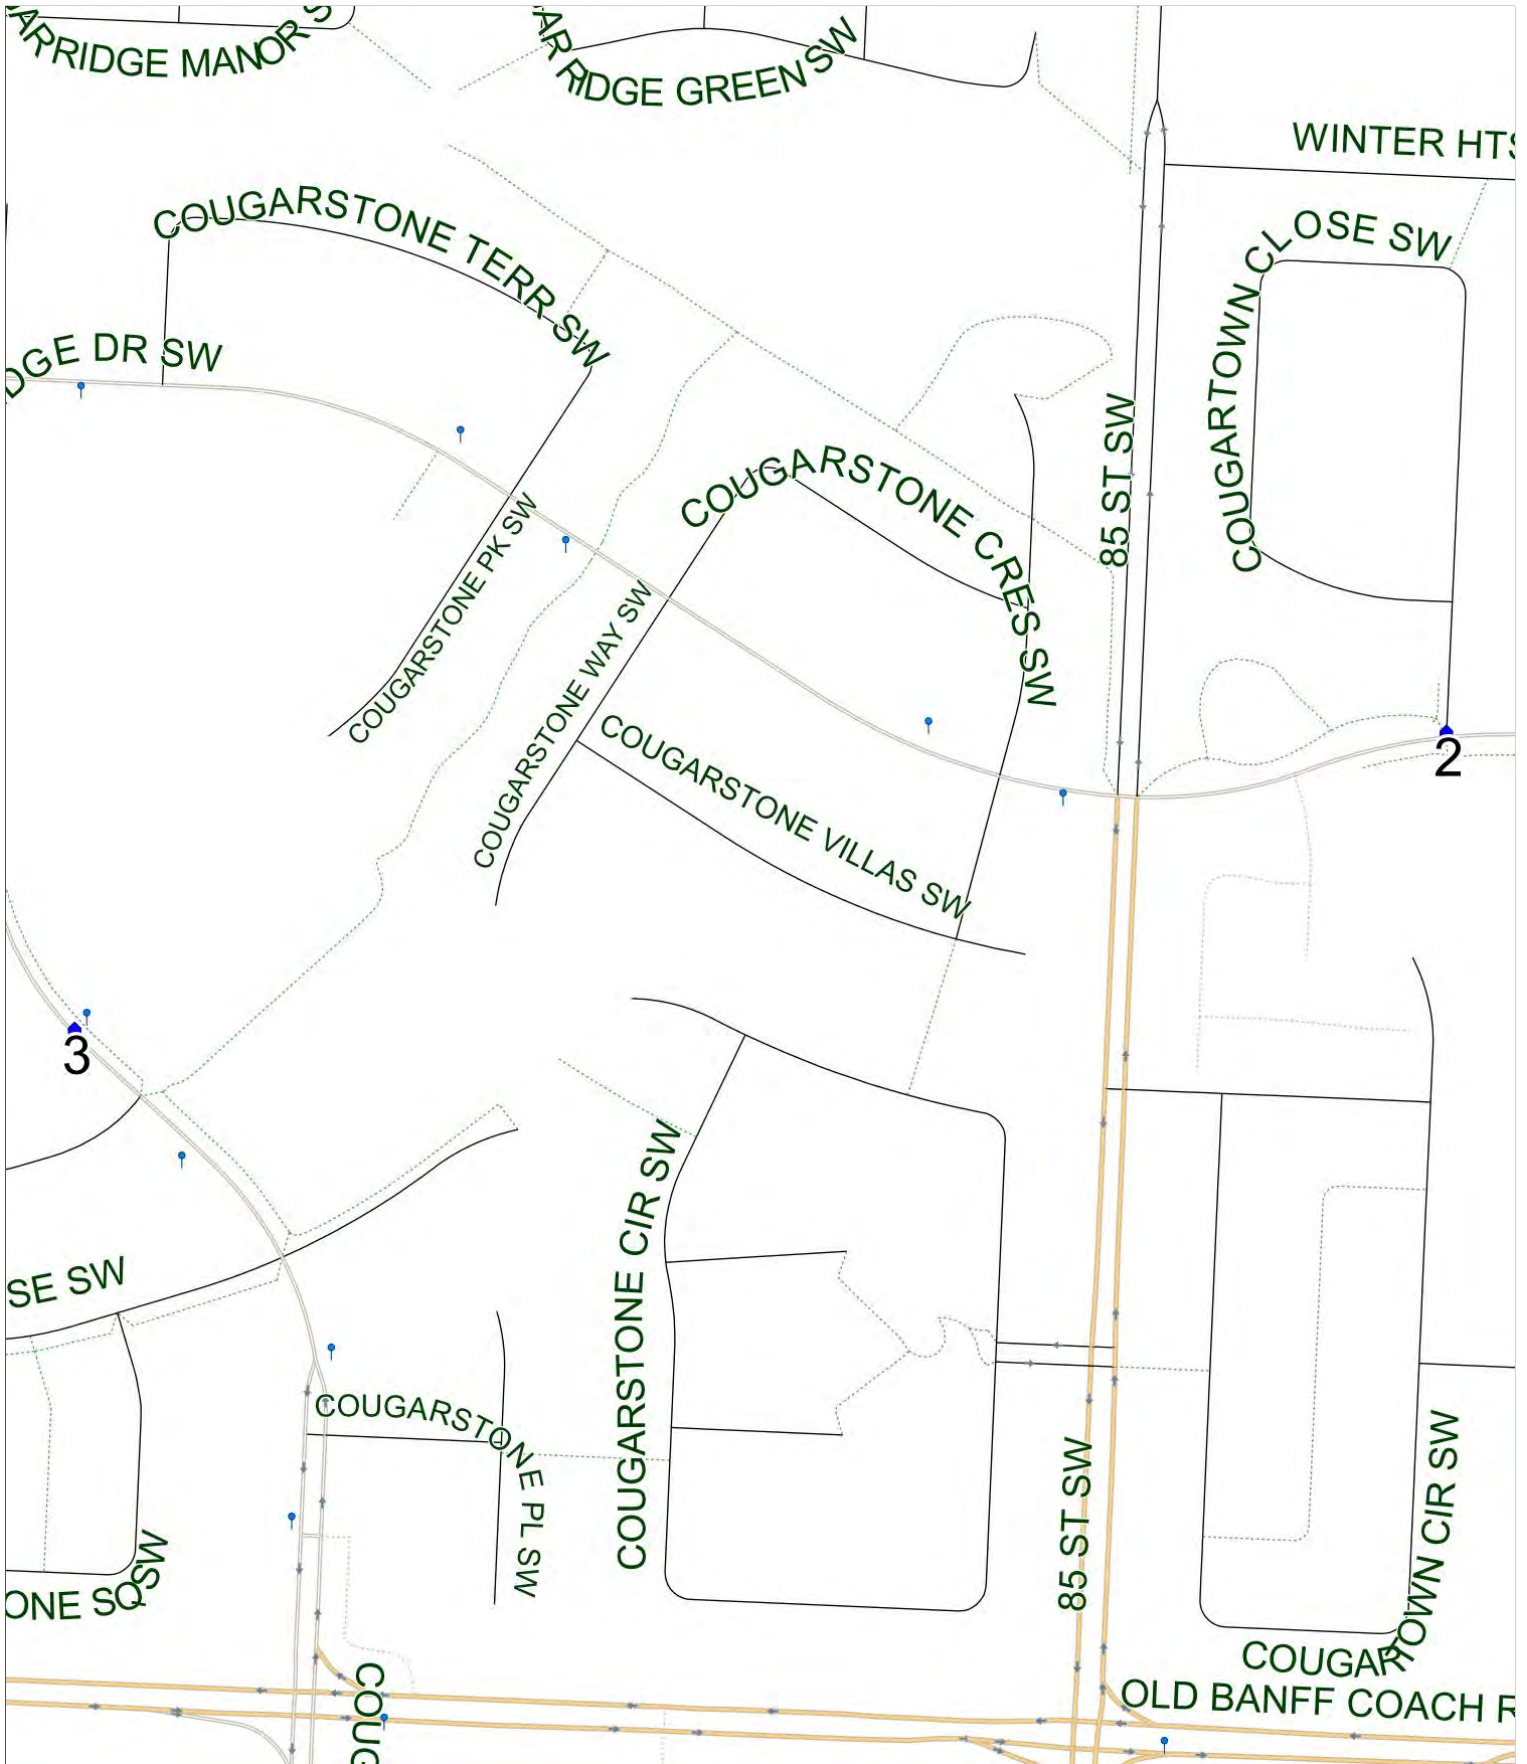 ARRIDGE MANOR S
AR RIDGE GREEN SW
WINTER HTS
COUGARSTONE TERR SW
COUGARTOWN CLOSE SW
DGE DR SW
85 ST SW
COUGARSTONE CRES SW
COUGARSTONE PK SW
COUGARSTONE WAY SW
COUGARSTONE VILLAS SW
2
3
COUGARSTONE CIR SW
SE SW
COUGARSTONE PL SW
85 ST SW
COUGARTOWN CIR SW
ONE SQ SW
COUG
OLD BANFF COACH R